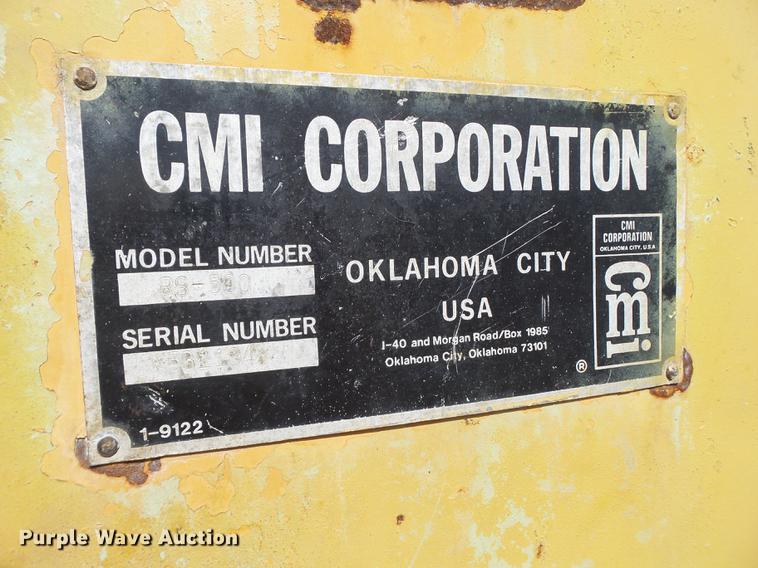 CMI CORPORATION
MODEL NUMBER
SERIAL NUMBER
1-9122
OKLAHOMA CITY
USA
I-40 and Morgan Road/Box 1985
Oklahoma City, Oklahoma 73101
CMI
CORPORATION
OKLAHOMA CITY, U.S.A.
cmi
®
Purple Wave Auction